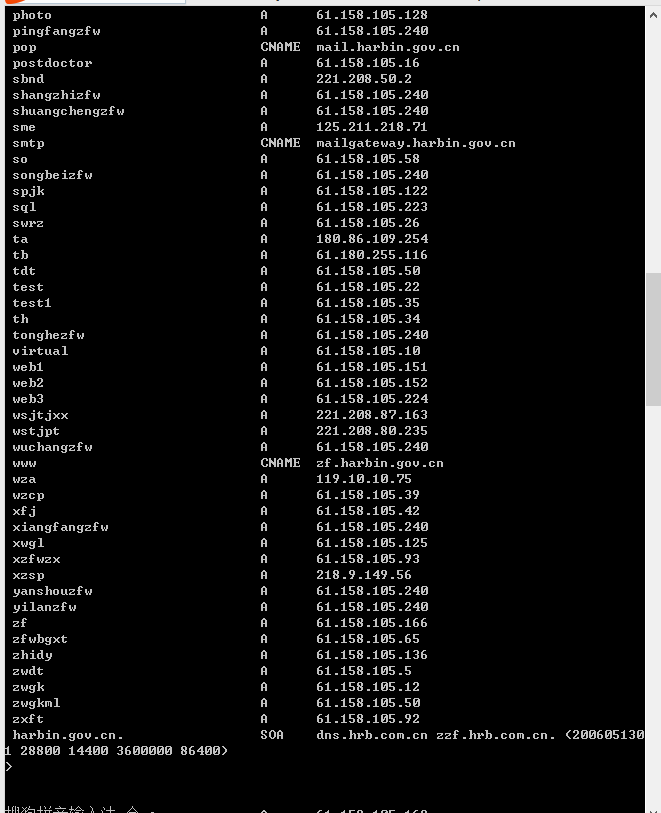 photo A 61.158.105.128
pingfangzfw A 61.158.105.240
pop CNAME mail.harbin.gov.cn
postdoctor A 61.158.105.16
sbnd A 221.208.50.2
shangzhizfw A 61.158.105.240
shuangchengzfw A 61.158.105.240
sme A 125.211.218.71
smtp CNAME mailgateway.harbin.gov.cn
so A 61.158.105.58
songbeizfw A 61.158.105.240
spjk A 61.158.105.122
sql A 61.158.105.223
swrz A 61.158.105.26
ta A 180.86.109.254
tb A 61.180.255.116
tdt A 61.158.105.50
test A 61.158.105.22
test1 A 61.158.105.35
th A 61.158.105.34
tonghezfw A 61.158.105.240
virtual A 61.158.105.10
web1 A 61.158.105.151
web2 A 61.158.105.152
web3 A 61.158.105.224
wsjtjxx A 221.208.87.163
wstjpt A 221.208.80.235
wuchangzfw A 61.158.105.240
www CNAME zf.harbin.gov.cn
wza A 119.10.10.75
wzcp A 61.158.105.39
xfj A 61.158.105.42
xiangfangzfw A 61.158.105.240
xwgl A 61.158.105.125
xzfwzx A 61.158.105.93
xzsp A 218.9.149.56
yanshouzfw A 61.158.105.240
yilanzfw A 61.158.105.240
zf A 61.158.105.166
zfwbgxt A 61.158.105.65
zhidy A 61.158.105.136
zwdt A 61.158.105.5
zwgk A 61.158.105.12
zwgkml A 61.158.105.50
zxft A 61.158.105.92
harbin.gov.cn. SOA dns.hrb.com.cn zzf.hrb.com.cn. (200605130
1 28800 14400 3600000 86400)
>
搜狗拼音输入法 全 : A 61.158.105.168